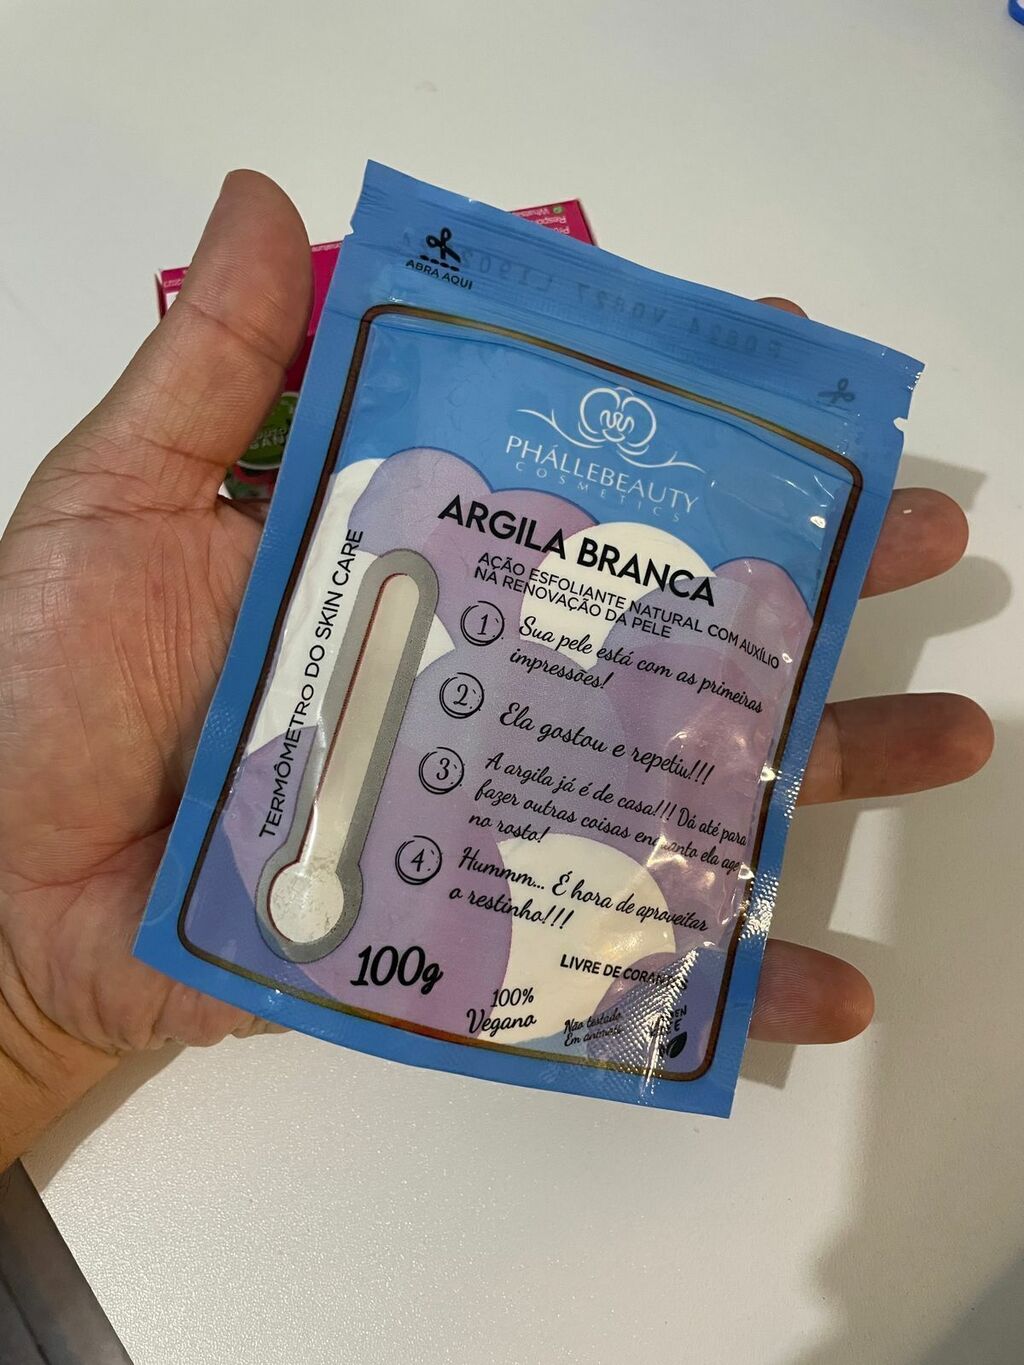 ABRA AQUI
PHÁLLEBEAUTY
COSMETICS
ARGILA BRANCA
AÇÃO ESFOLIANTE NATURAL COM AUXÍLIO
NA RENOVAÇÃO DA PELE
TERMÔMETRO DO SKIN CARE
1. Sua pele está com as primeiras
impressões!
2. Ela gostou e repetiu!!!
3. A argila já é de casa!!! Dá até para
fazer outras coisas enquanto ela age
no rosto!
4. Hummm... É hora de aproveitar
o restinho!!!
100g
LIVRE DE
100%
Vegano
Não testado
Em animais